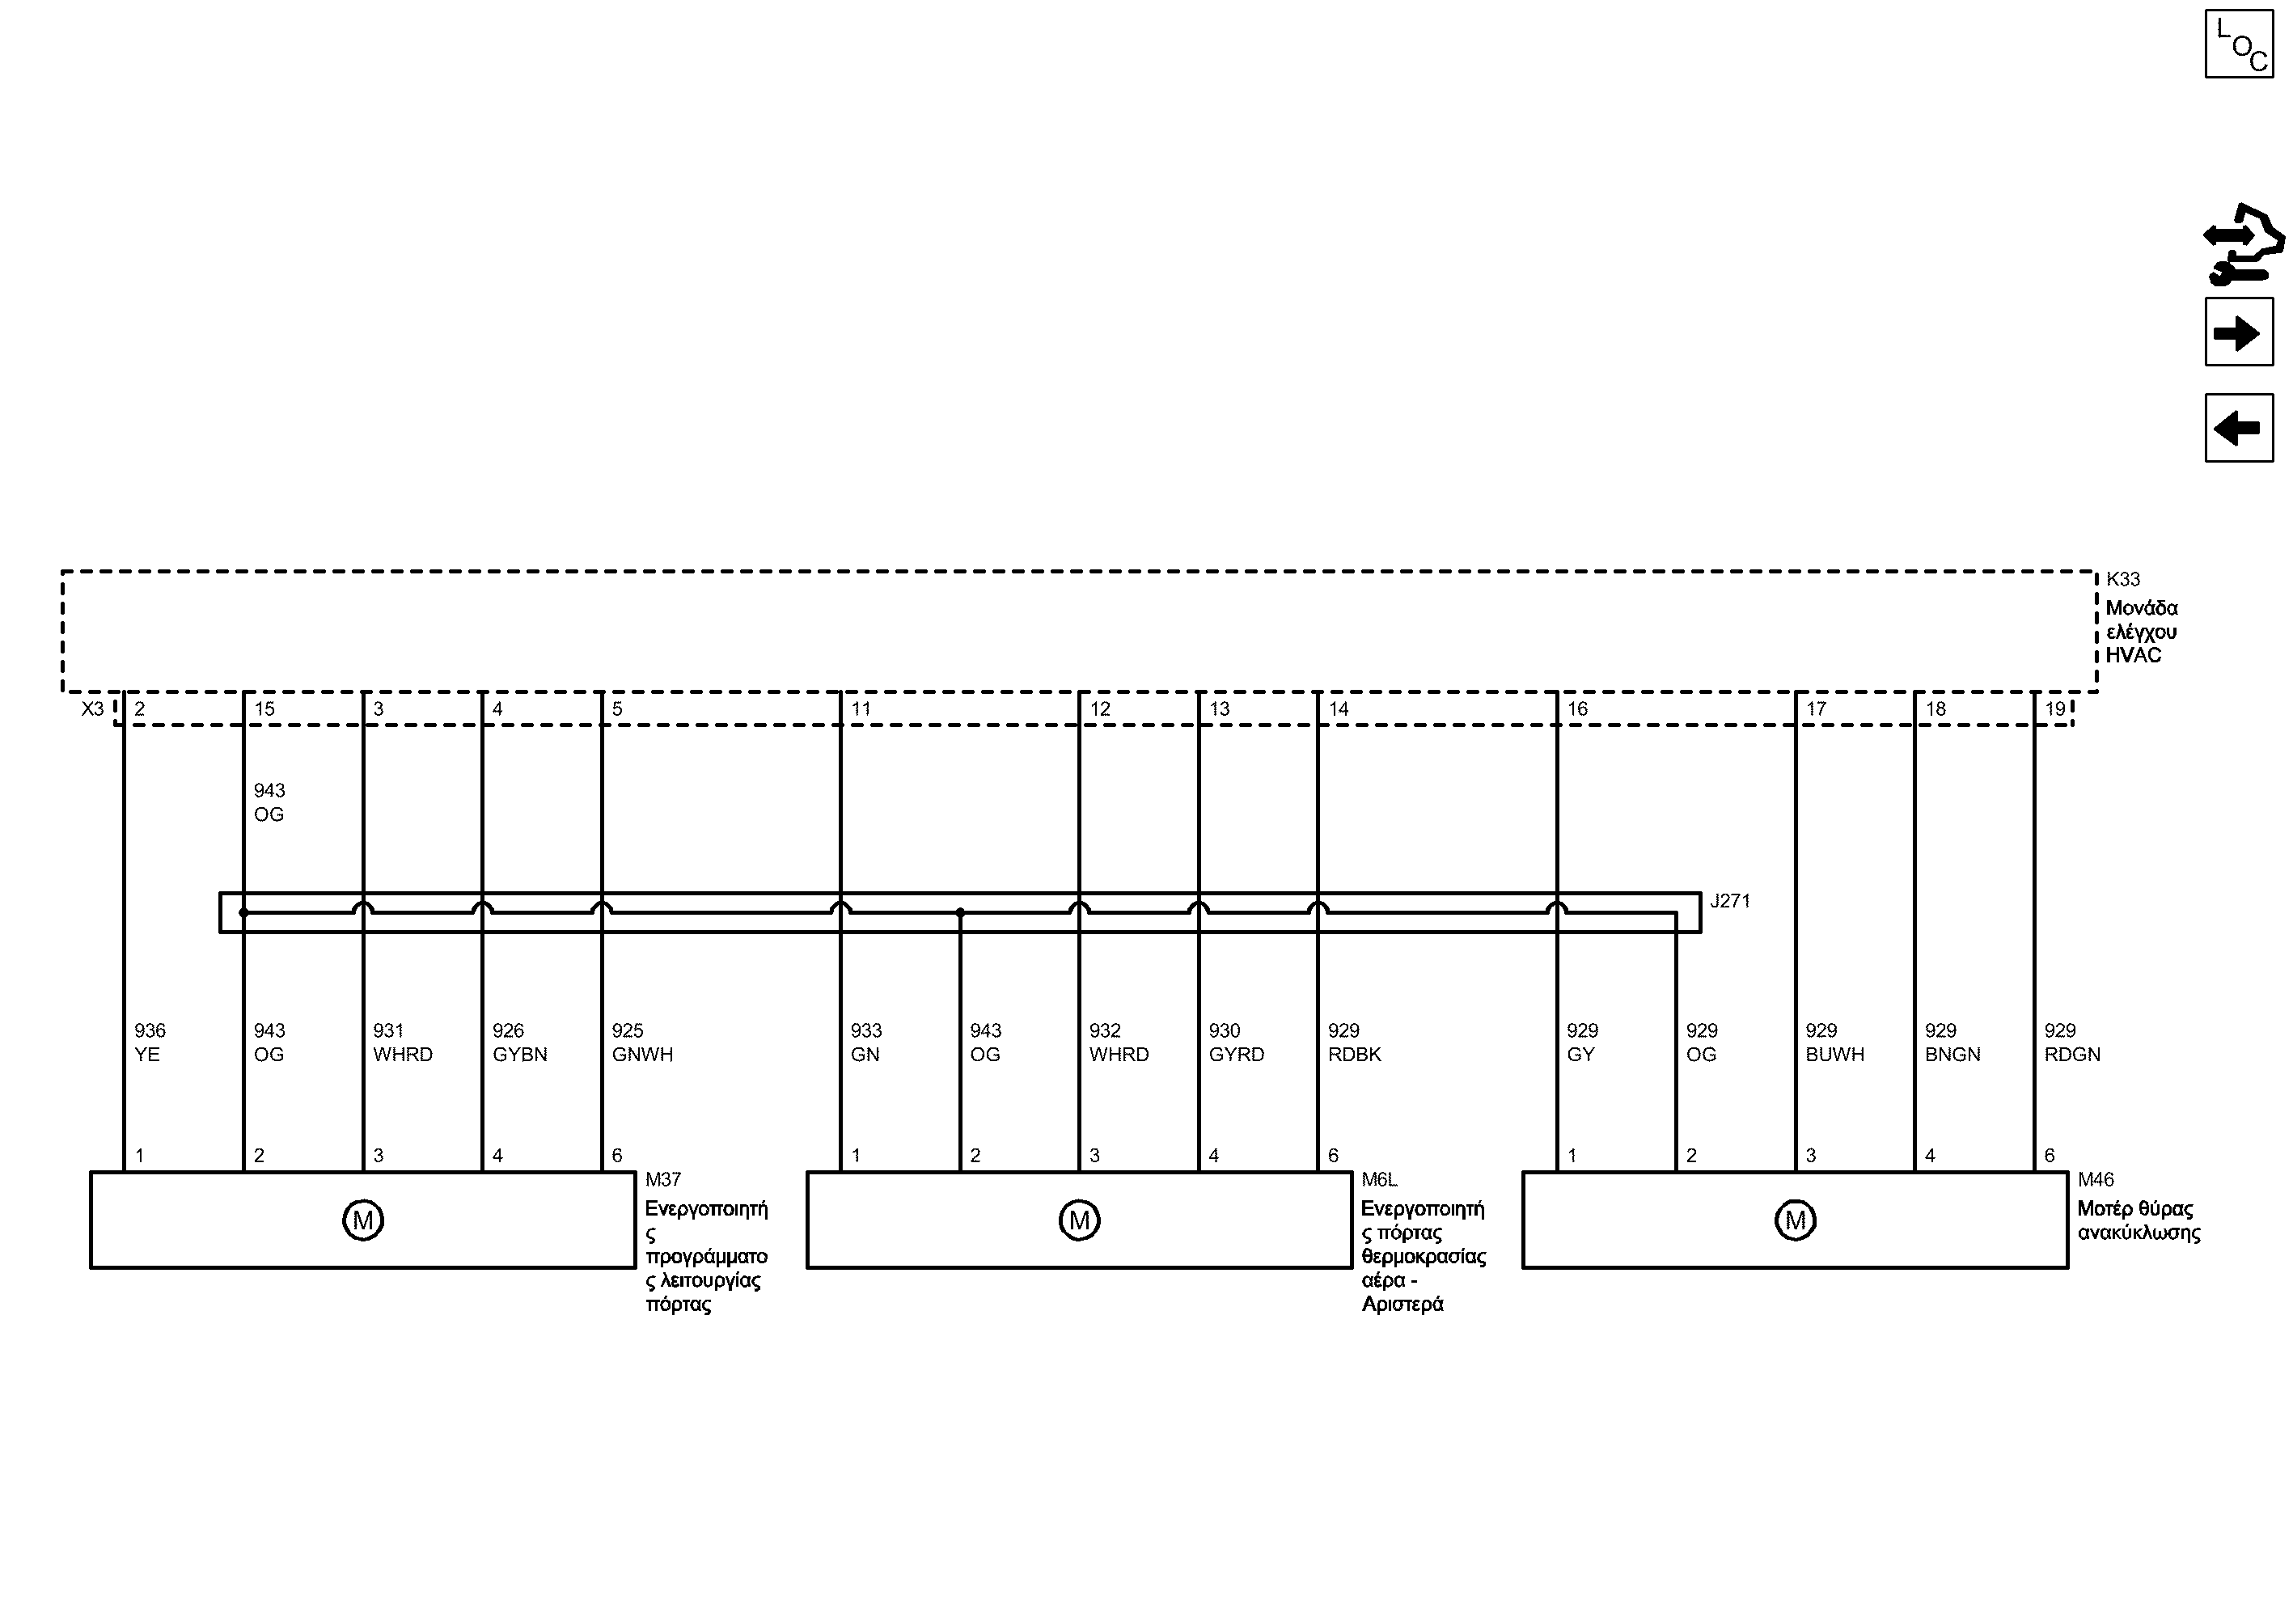 L
O
C
K33
Μονάδα
ελέγχου
HVAC
X3 2 15 3 4 5 11 12 13 14 16 17 18 19
943
OG
J271
936 943 931 926 925 933 943 932 930 929 929 929 929 929 929
YE OG WHRD GYBN GNWH GN OG WHRD GYRD RDBK GY OG BUWH BNGN RDGN
1 2 3 4 6 1 2 3 4 6 1 2 3 4 6
M
M37
Ενεργοποιητή
ς
προγράμματο
ς λειτουργίας
πόρτας
M
M6L
Ενεργοποιητή
ς πόρτας
θερμοκρασίας
αέρα -
Αριστερά
M
M46
Μοτέρ θύρας
ανακύκλωσης